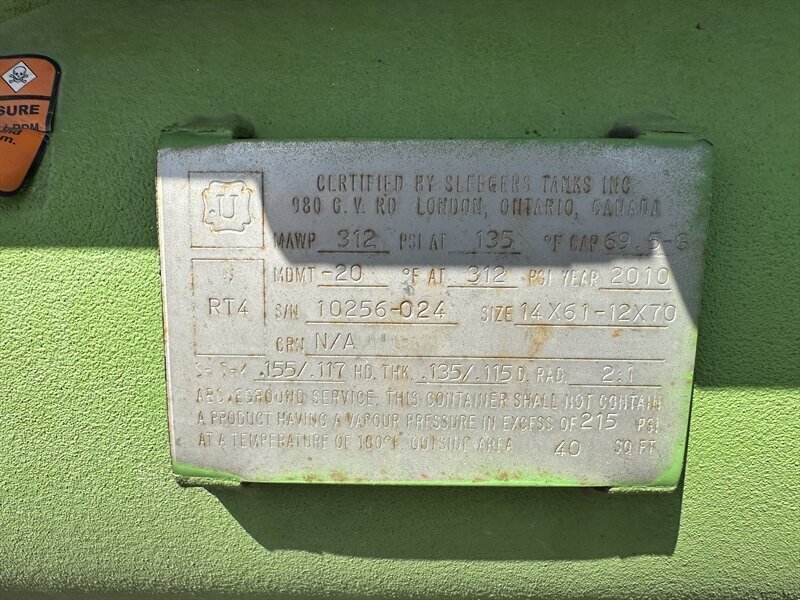 SURE
U
CERTIFIED BY SLEEGERS TANKS INC
980 G.V. RD LONDON, ONTARIO, CANADA
MAWP 312 PSI AT 135 °F CAP 69.5-G
MDMT -20 °F AT 312 PSI YEAR 2010
RT4
S/N 10256-024 SIZE 14X61-12X70
CRN N/A
.155/.117 HD. THK. .135/.115 D. RAD. 2:1
ABOVEGROUND SERVICE. THIS CONTAINER SHALL NOT CONTAIN
A PRODUCT HAVING A VAPOUR PRESSURE IN EXCESS OF 215 PSI
AT A TEMPERATURE OF 100°F. OUTSIDE AREA 40 SQ FT